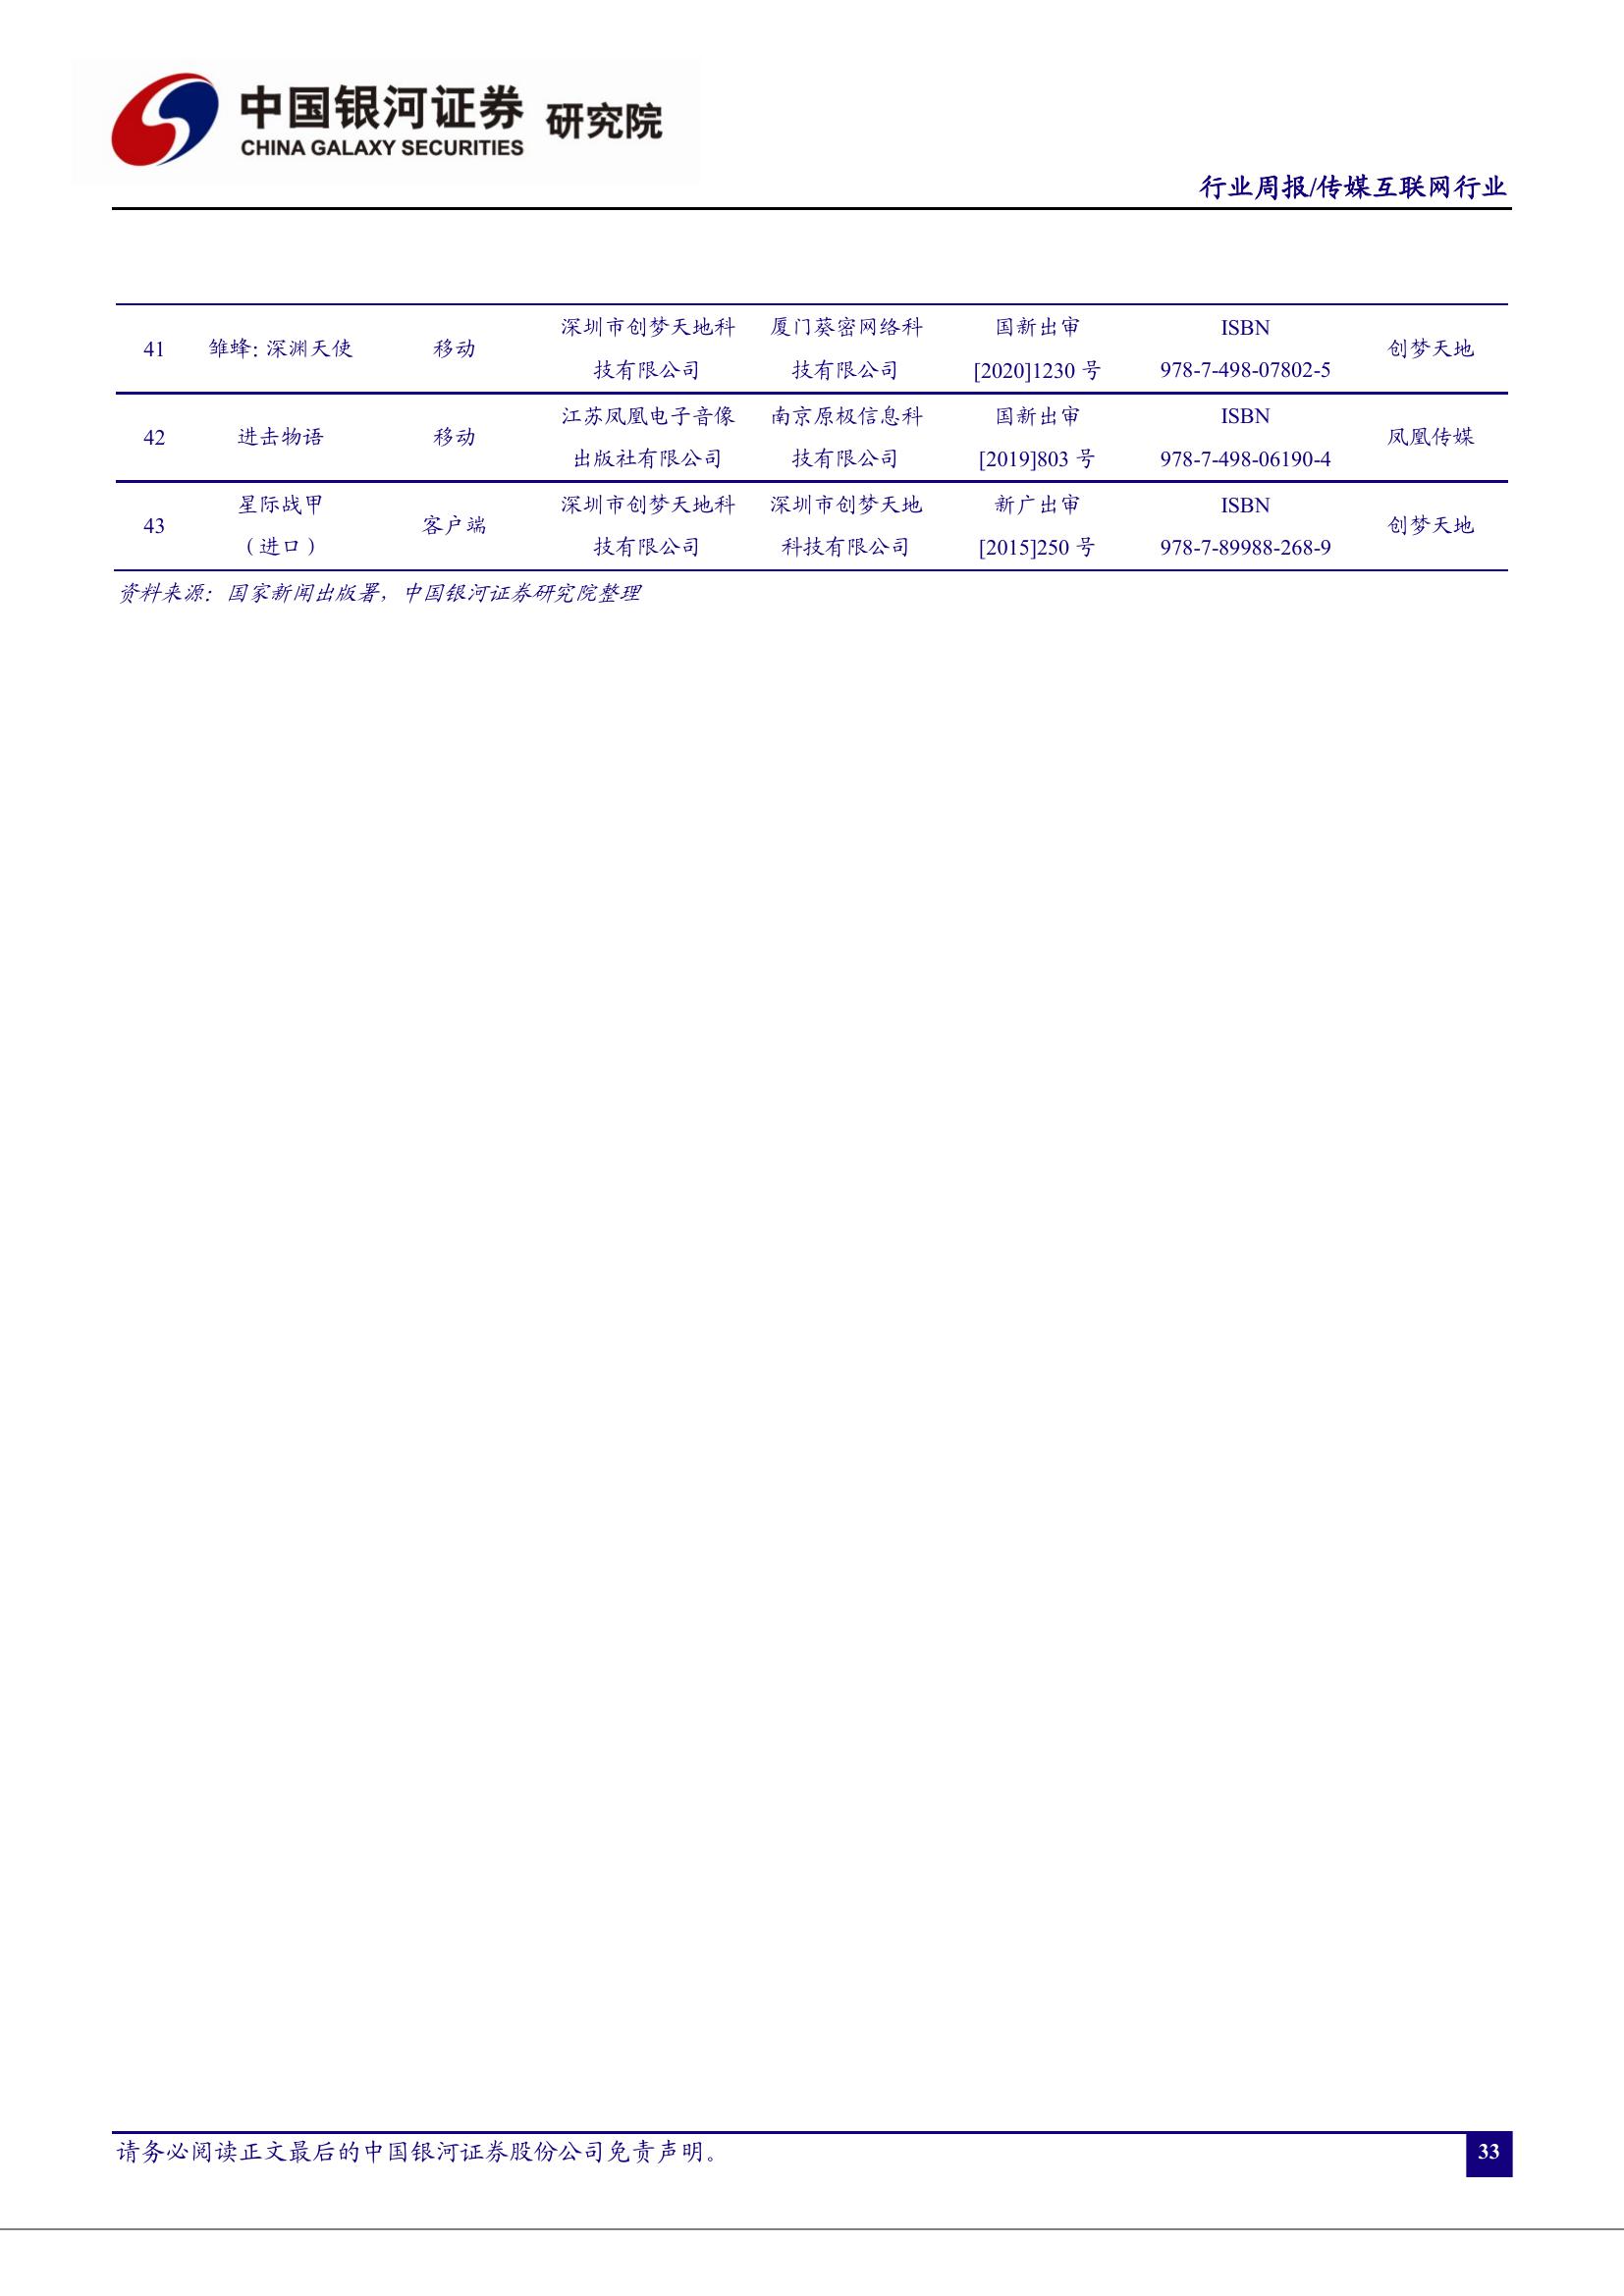 中国银河证券 研究院
CHINA GALAXY SECURITIES
行业周报/传媒互联网行业
41 雏蜂: 深渊天使 移动 深圳市创梦天地科 厦门葵密网络科 国新出审 ISBN 创梦天地
技有限公司 技有限公司 [2020]1230 号 978-7-498-07802-5
42 进击物语 移动 江苏凤凰电子音像 南京原极信息科 国新出审 ISBN 凤凰传媒
出版社有限公司 技有限公司 [2019]803 号 978-7-498-06190-4
43 星际战甲 客户端 深圳市创梦天地科 深圳市创梦天地 新广出审 ISBN 创梦天地
（进口） 技有限公司 科技有限公司 [2015]250 号 978-7-89988-268-9
资料来源：国家新闻出版署，中国银河证券研究院整理
请务必阅读正文最后的中国银河证券股份公司免责声明。
33